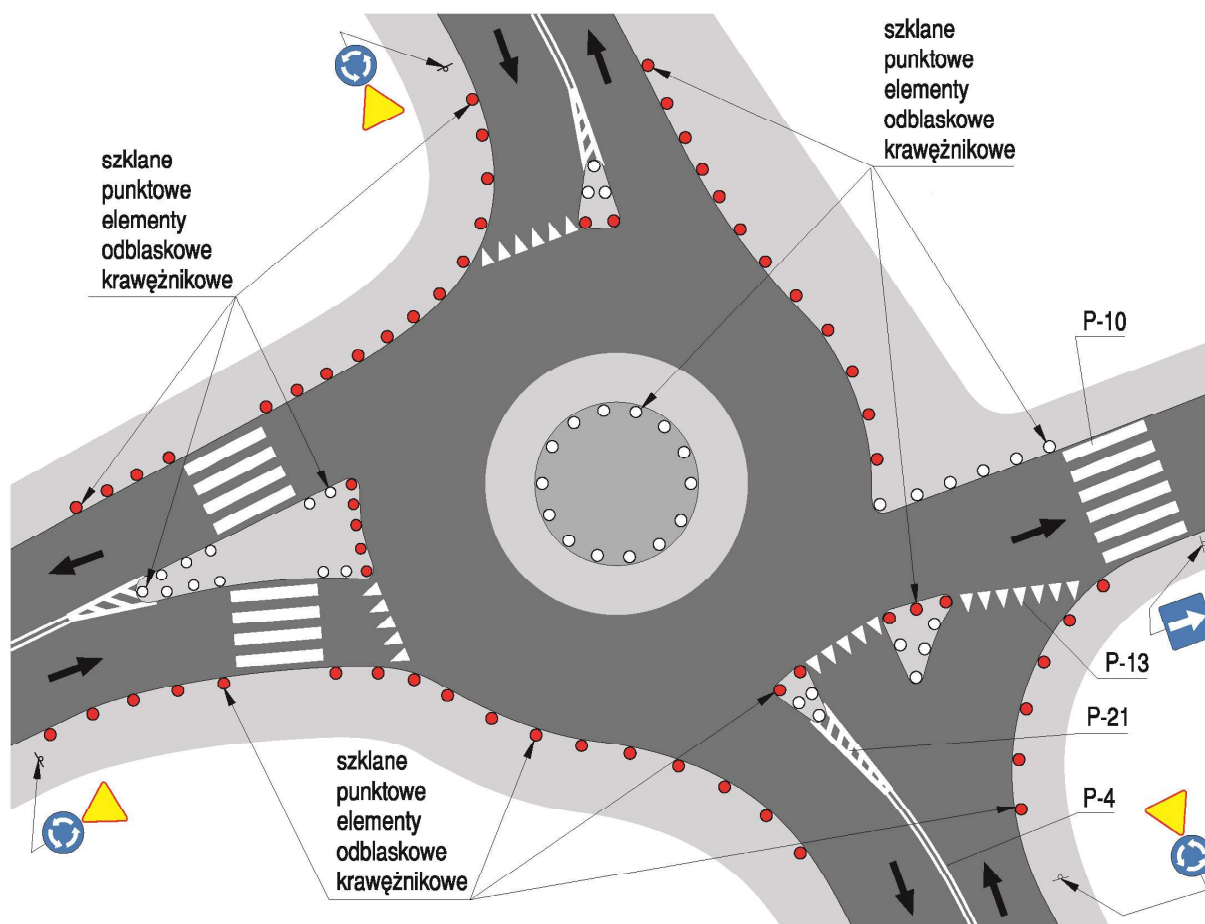 szklane
punktowe
elementy
odblaskowe
krawężnikowe
szklane
punktowe
elementy
odblaskowe
krawężnikowe
P-10
P-13
P-21
P-4
szklane
punktowe
elementy
odblaskowe
krawężnikowe